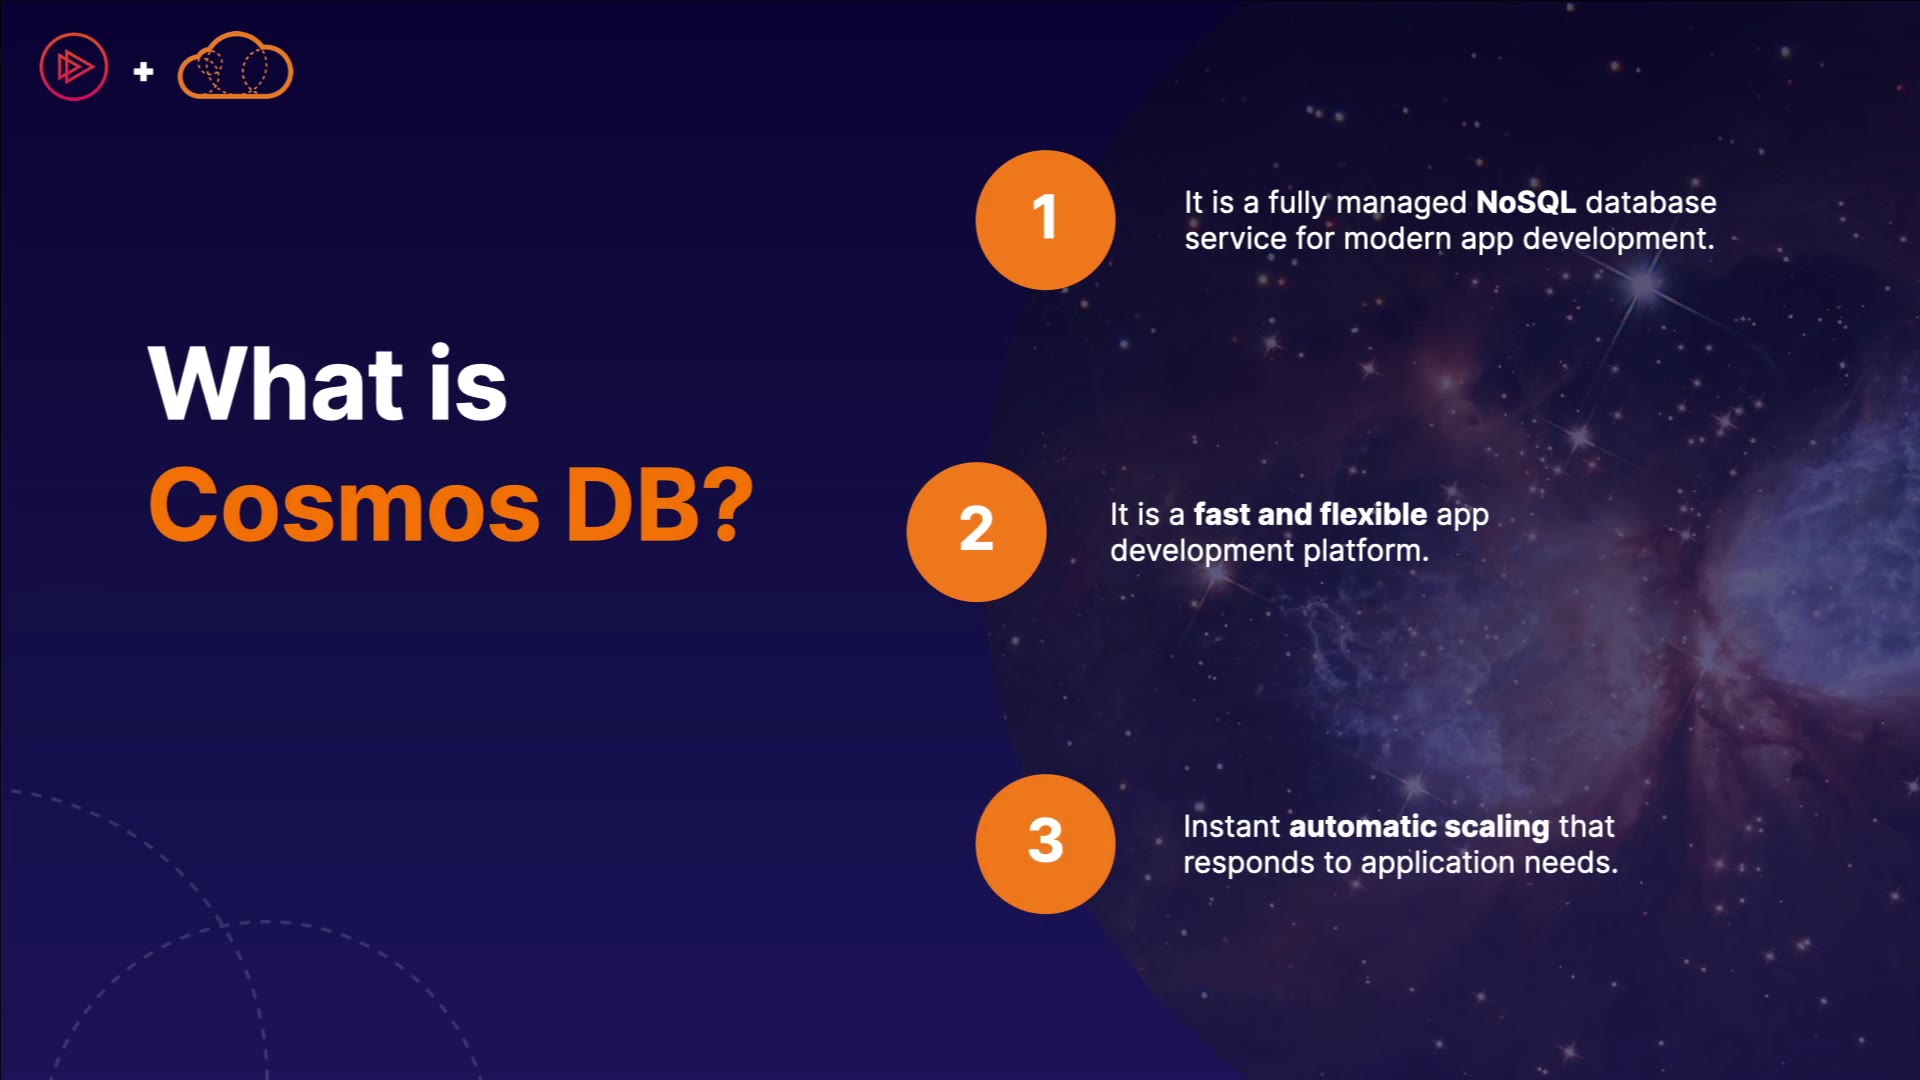 What is
Cosmos DB?
1
It is a fully managed NoSQL database
service for modern app development.
2
It is a fast and flexible app
development platform.
3
Instant automatic scaling that
responds to application needs.